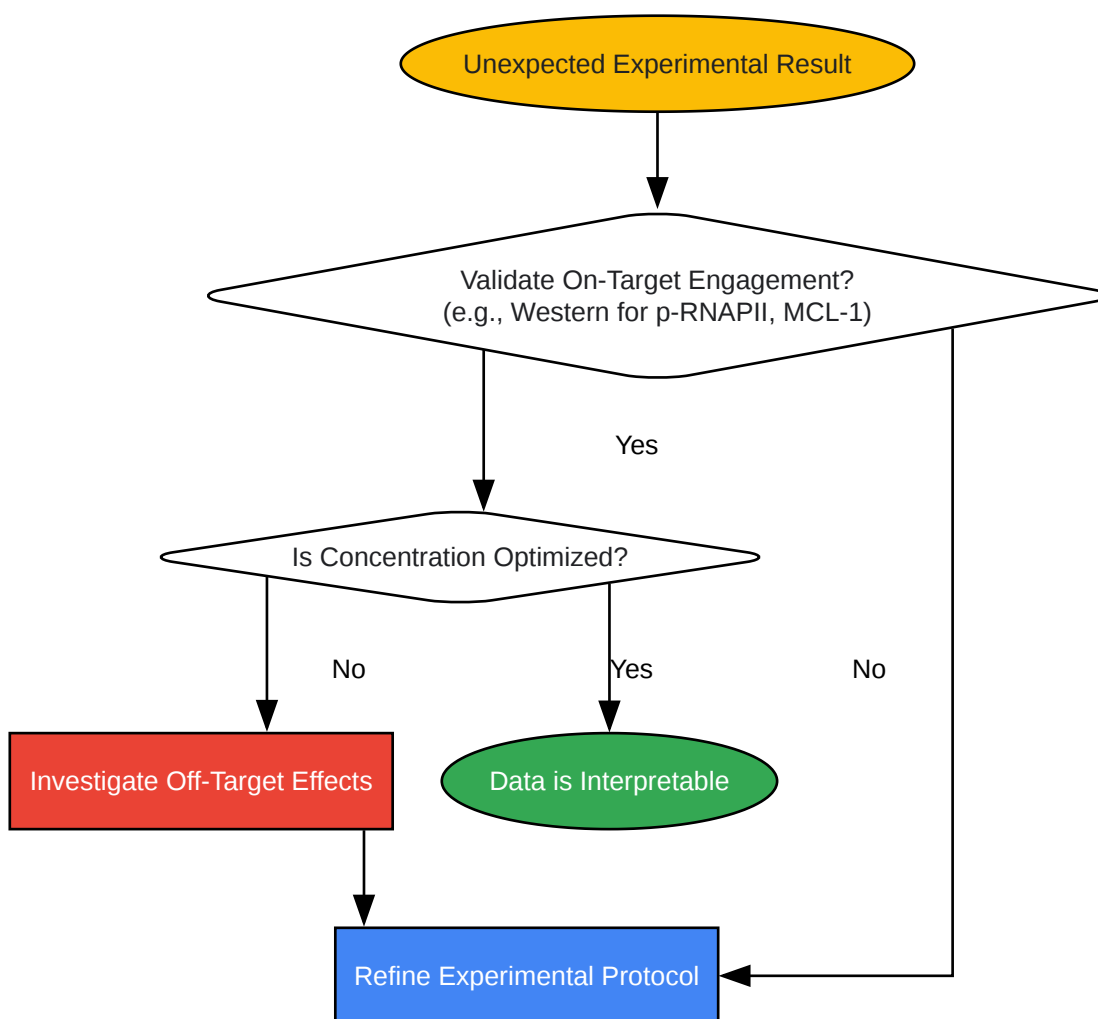 Unexpected Experimental Result
Validate On-Target Engagement?
(e.g., Western for p-RNAPII, MCL-1)
Yes
Is Concentration Optimized?
No
Yes
No
Investigate Off-Target Effects
Data is Interpretable
Refine Experimental Protocol